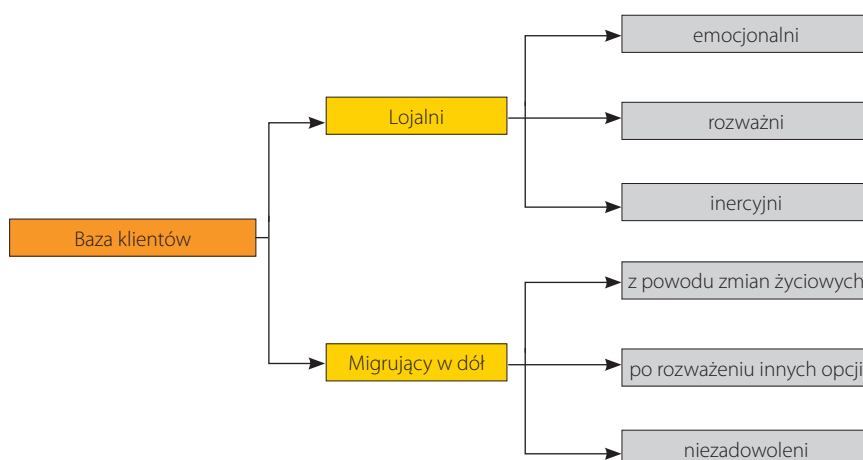 Baza klientów
Lojalni
emocjonalni
rozważni
inercyjni
Migrujący w dół
z powodu zmian życiowych
po rozważeniu innych opcji
niezadowoleni